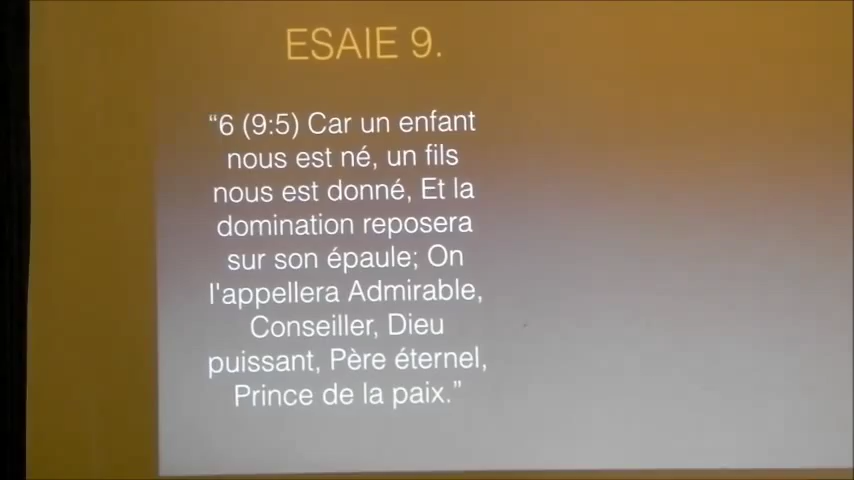 ESAIE 9.
“6 (9:5) Car un enfant
nous est né, un fils
nous est donné, Et la
domination reposera
sur son épaule; On
l'appellera Admirable,
Conseiller, Dieu
puissant, Père éternel,
Prince de la paix.”